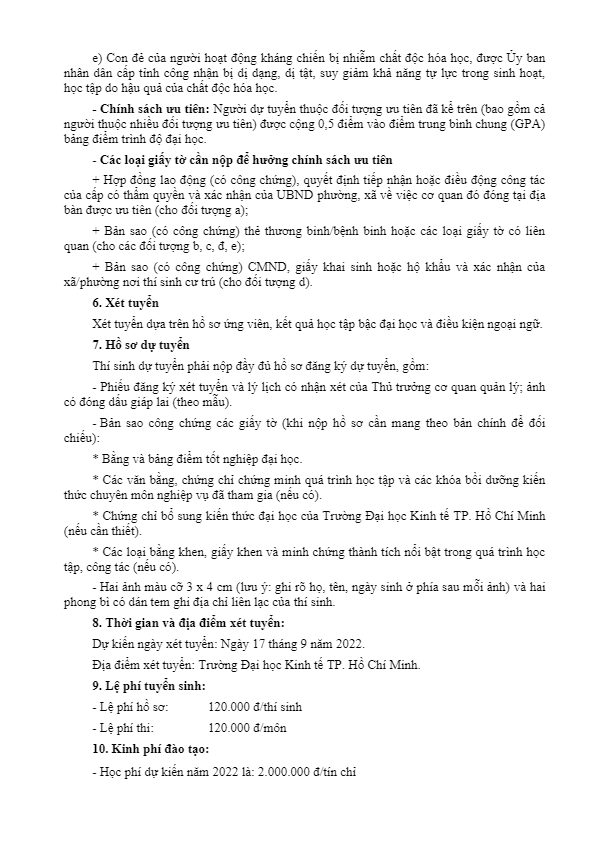 e) Con đẻ của người hoạt động kháng chiến bị nhiễm chất độc hóa học, được Ủy ban
nhân dân cấp tỉnh công nhận bị dị dạng, dị tật, suy giảm khả năng tự lực trong sinh hoạt,
học tập do hậu quả của chất độc hóa học.
- Chính sách ưu tiên: Người dự tuyển thuộc đối tượng ưu tiên đã kể trên (bao gồm cả
người thuộc nhiều đối tượng ưu tiên) được cộng 0,5 điểm vào điểm trung bình chung (GPA)
bảng điểm trình độ đại học.
- Các loại giấy tờ cần nộp để hưởng chính sách ưu tiên
+ Hợp đồng lao động (có công chứng), quyết định tiếp nhận hoặc điều động công tác
của cấp có thẩm quyền và xác nhận của UBND phường, xã về việc cơ quan đó đóng tại địa
bàn được ưu tiên (cho đối tượng a);
+ Bản sao (có công chứng) thẻ thương binh/bệnh binh hoặc các loại giấy tờ có liên
quan (cho các đối tượng b, c, đ, e);
+ Bản sao (có công chứng) CMND, giấy khai sinh hoặc hộ khẩu và xác nhận của
xã/phường nơi thí sinh cư trú (cho đối tượng d).
6. Xét tuyển
Xét tuyển dựa trên hồ sơ ứng viên, kết quả học tập bậc đại học và điều kiện ngoại ngữ.
7. Hồ sơ dự tuyển
Thí sinh dự tuyển phải nộp đầy đủ hồ sơ đăng ký dự tuyển, gồm:
- Phiếu đăng ký xét tuyển và lý lịch có nhận xét của Thủ trưởng cơ quan quản lý; ảnh
có đóng dấu giáp lai (theo mẫu).
- Bản sao công chứng các giấy tờ (khi nộp hồ sơ cần mang theo bản chính để đối
chiếu):
* Bằng và bảng điểm tốt nghiệp đại học.
* Các văn bằng, chứng chỉ chứng minh quá trình học tập và các khóa bồi dưỡng kiến
thức chuyên môn nghiệp vụ đã tham gia (nếu có).
* Chứng chỉ bổ sung kiến thức đại học của Trường Đại học Kinh tế TP. Hồ Chí Minh
(nếu cần thiết).
* Các loại bằng khen, giấy khen và minh chứng thành tích nổi bật trong quá trình học
tập, công tác (nếu có).
- Hai ảnh màu cỡ 3 x 4 cm (lưu ý: ghi rõ họ, tên, ngày sinh ở phía sau mỗi ảnh) và hai
phong bì có dán tem ghi địa chỉ liên lạc của thí sinh.
8. Thời gian và địa điểm xét tuyển:
Dự kiến ngày xét tuyển: Ngày 17 tháng 9 năm 2022.
Địa điểm xét tuyển: Trường Đại học Kinh tế TP. Hồ Chí Minh.
9. Lệ phí tuyển sinh:
- Lệ phí hồ sơ: 120.000 đ/thí sinh
- Lệ phí thi: 120.000 đ/môn
10. Kinh phí đào tạo:
- Học phí dự kiến năm 2022 là: 2.000.000 đ/tín chỉ